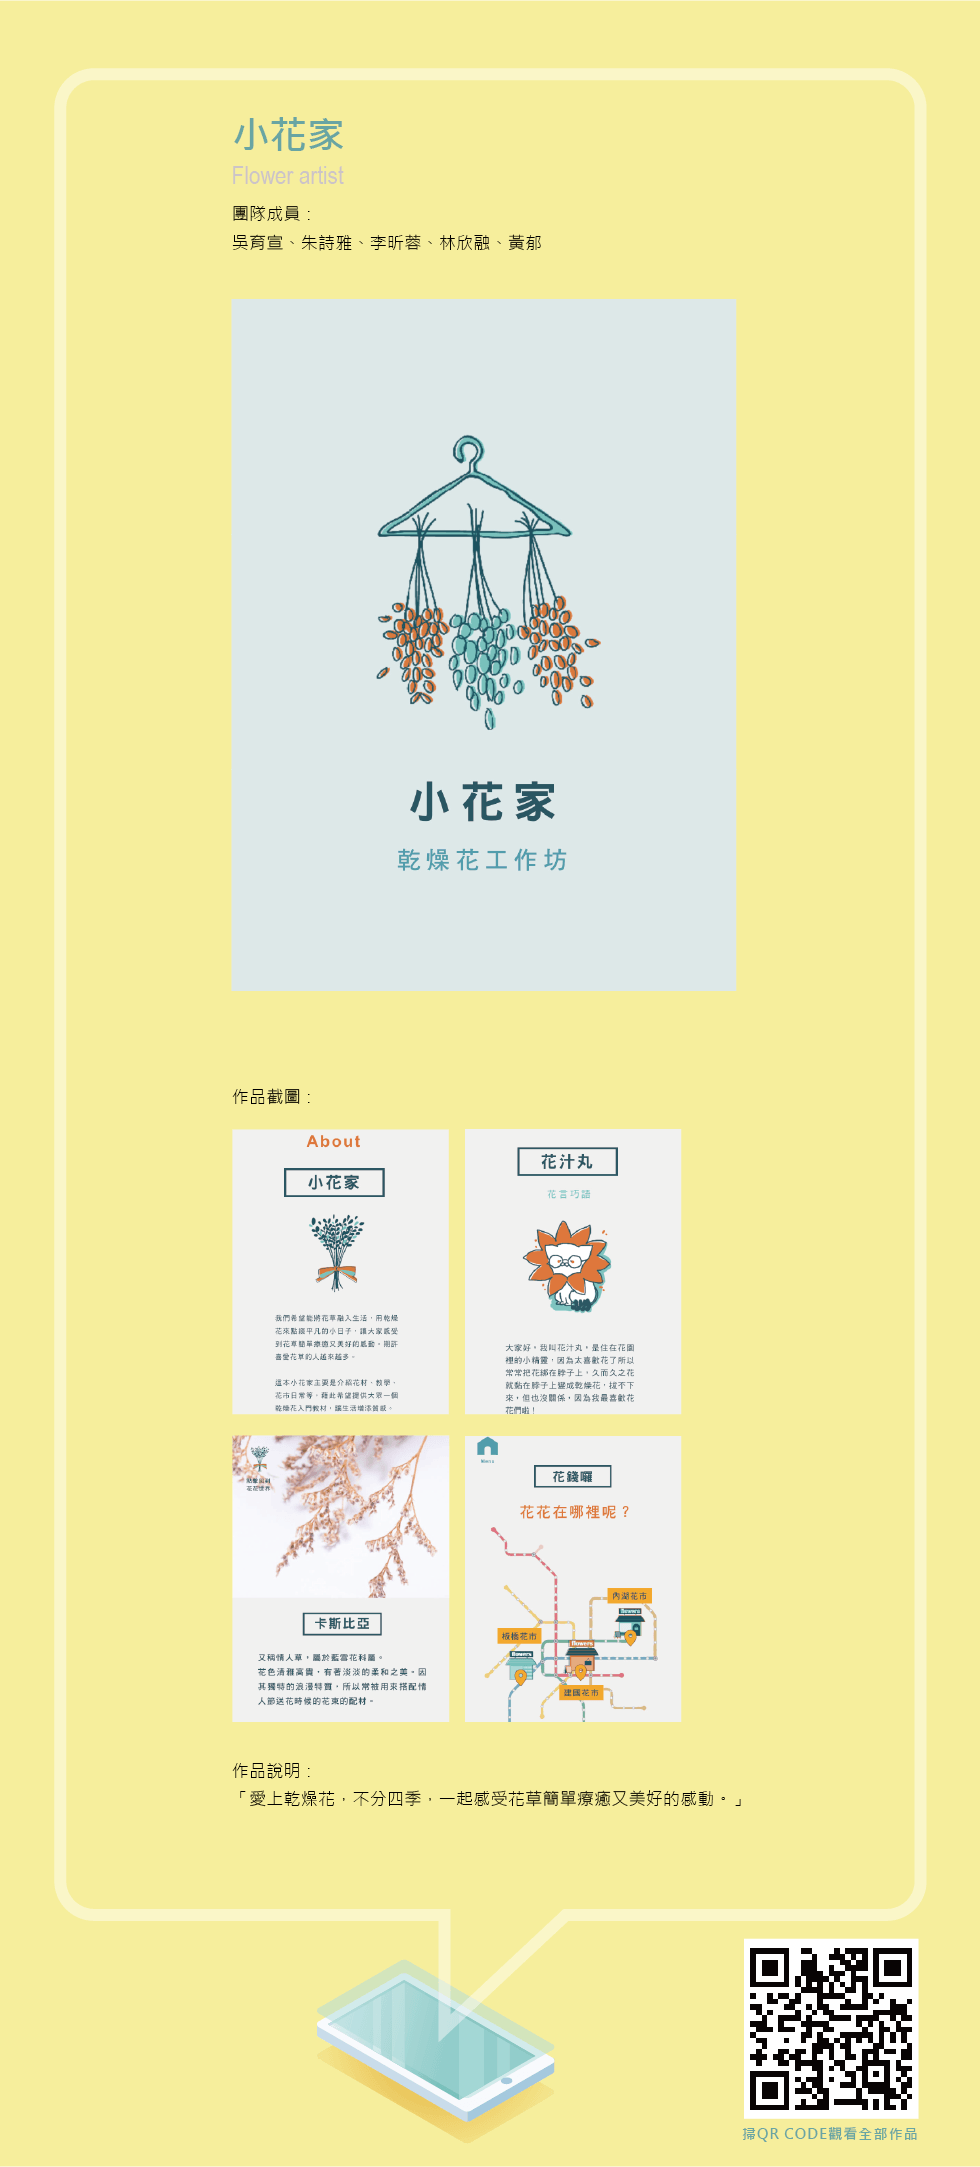 小花家
Flower artist
團隊成員：
吳育宣、朱詩雅、李昕蓉、林欣融、黃郁
小花家
乾燥花工作坊
作品截圖：
About
小花家
我們希望能將花草融入生活，用乾燥
花來點綴平凡的小日子，讓大家感受
到花草簡單療癒又美好的感動。期許
喜愛花草的人越來越多。
這本小花家主要是介紹花材、教學、
花市日常等，藉此希望提供大眾一個
乾燥花入門教材，讓生活增添質感。
花汁丸
花言巧語
大家好，我叫花汁丸，是住在花園
裡的小精靈，因為太喜歡花了所以
常常把花綁在脖子上，久而久之花
就黏在脖子上變成乾燥花，拔不下
來，但也沒關係，因為我最喜歡花
花們啦！
花花世界
卡斯比亞
又稱情人草，屬於藍雪花科屬。
花色清雅高貴，有著淡淡的柔和之美，因
其獨特的浪漫特質，所以常被用來搭配情
人節送花時候的花束的配材。
Menu
花錢囉
花花在哪裡呢？
內湖花市
flowers
板橋花市
flowers
flowers
建國花市
作品說明：
「愛上乾燥花，不分四季，一起感受花草簡單療癒又美好的感動。」
掃QR CODE觀看全部作品